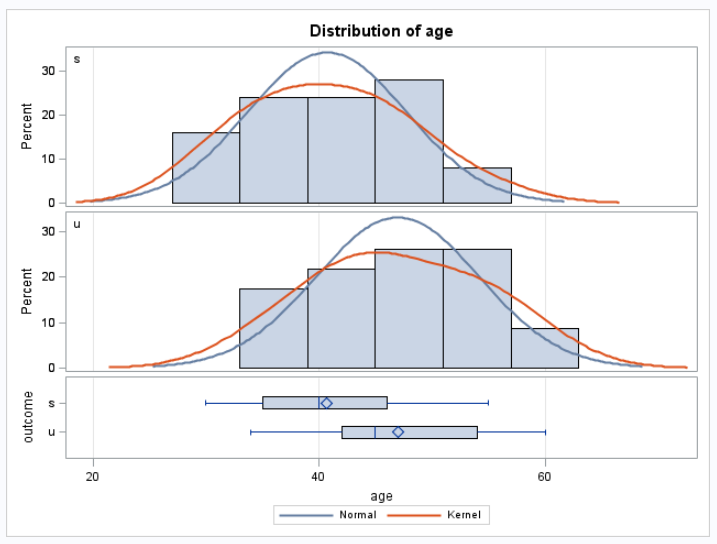 Distribution of age
s
30
20
10
0
Percent
u
30
20
10
0
Percent
s
u
outcome
20 40 60
age
Normal Kernel